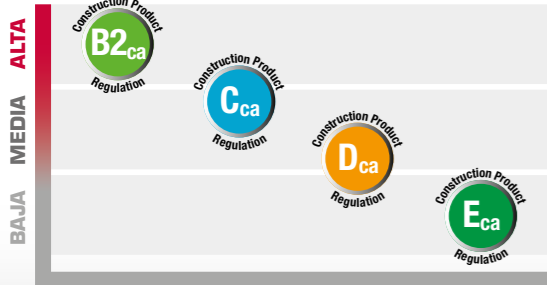 ALTA
MEDIA
BAJA
Construction Product
B2ca
Regulation
Construction Product
Cca
Regulation
Construction Product
Dca
Regulation
Construction Product
Eca
Regulation